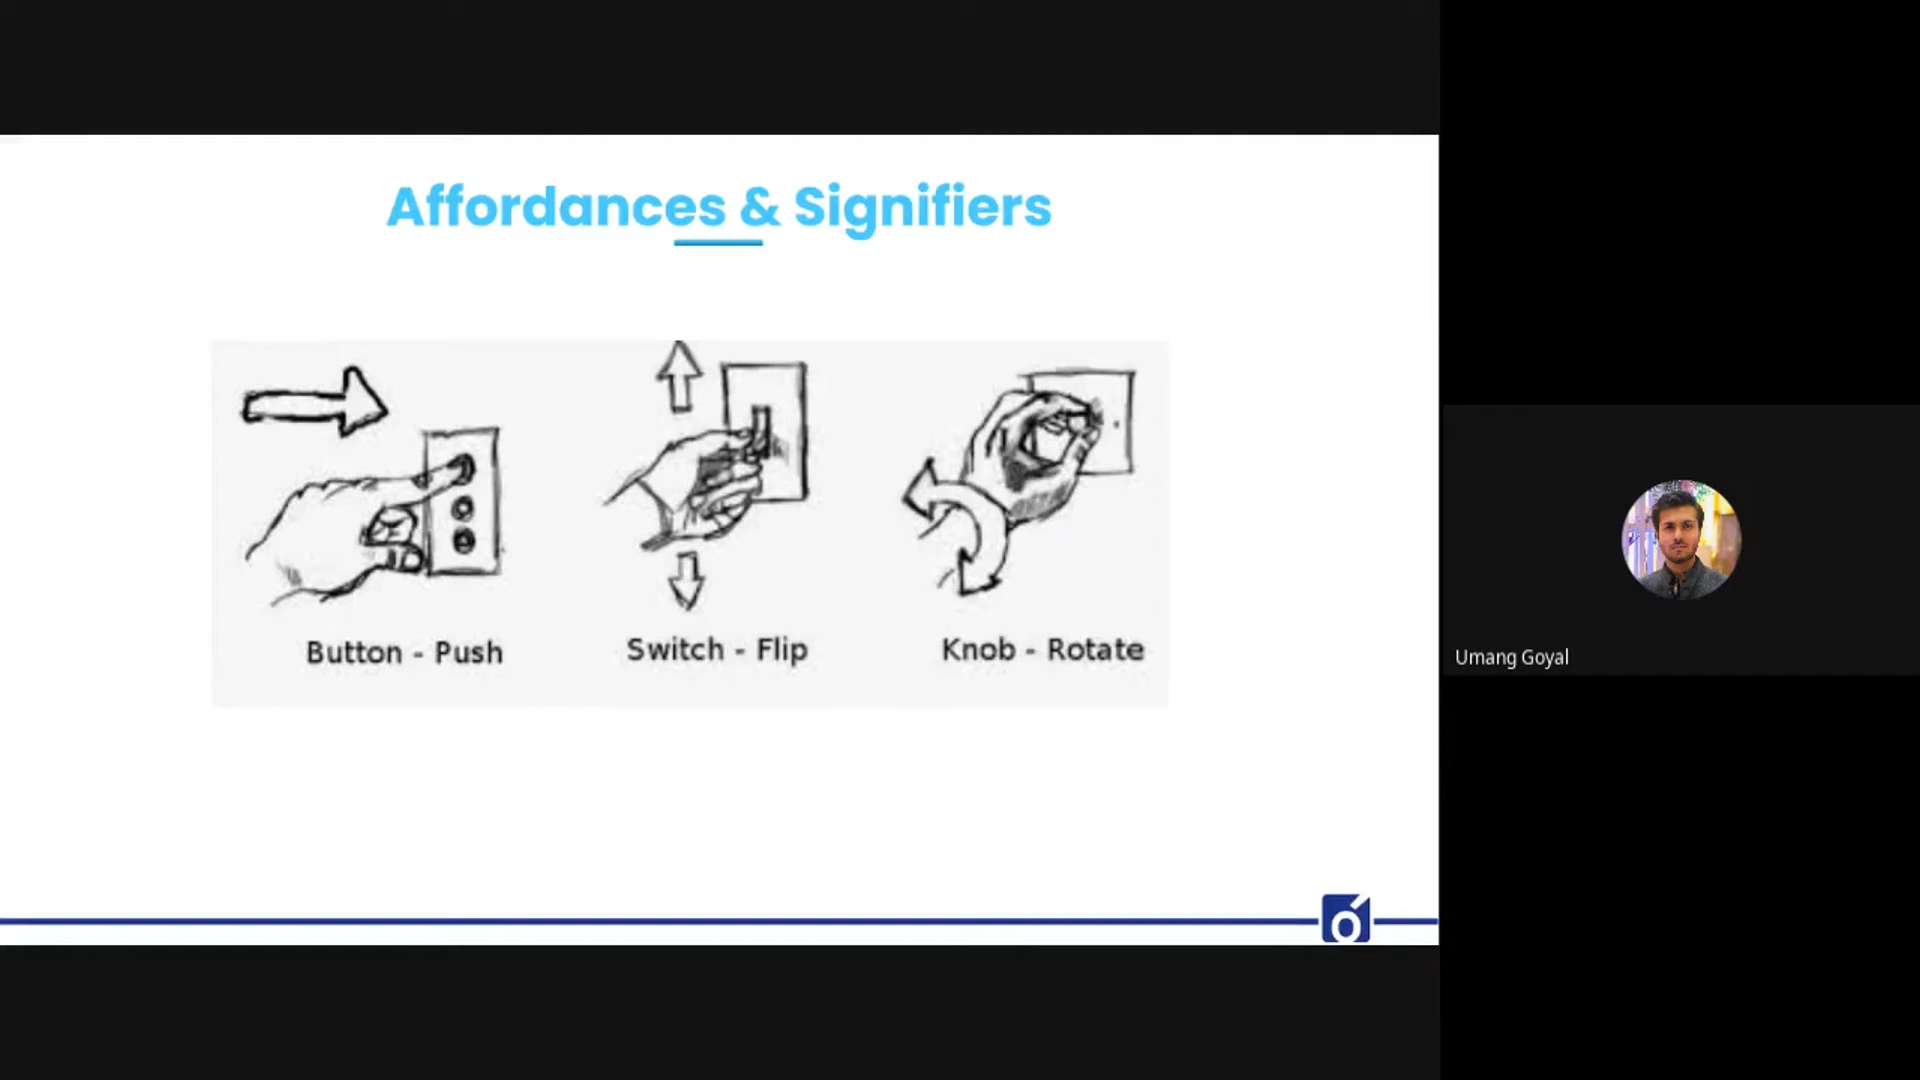 Affordances & Signifiers
Button - Push
Switch - Flip
Knob - Rotate
Umang Goyal